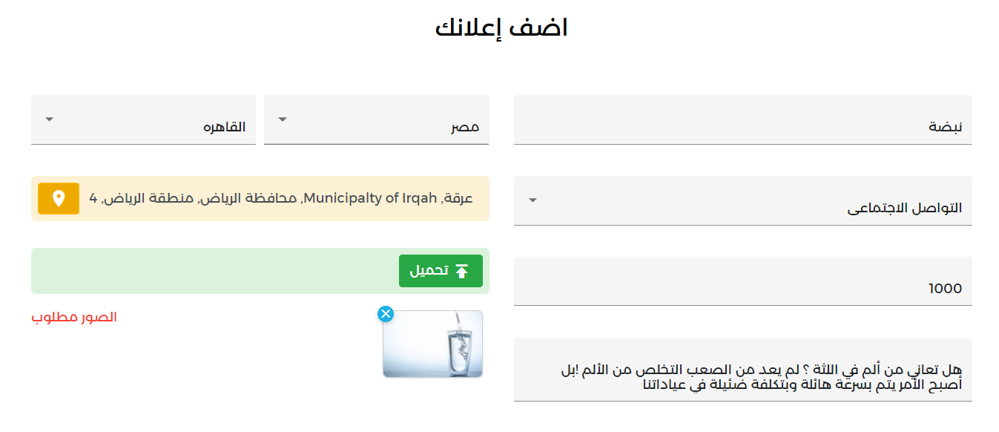 اضف إعلانك
نبضة
مصر
القاهره
التواصل الاجتماعى
عرقة, Municipalty of Irqah, محافظة الرياض, منطقة الرياض, 4
1000
تحميل
الصور مطلوب
هل تعاني من ألم في اللثة ؟ لم يعد من الصعب التخلص من الألم !بل
أصبح الأمر يتم بسرعة هائلة وبتكلفة ضئيلة في عياداتنا